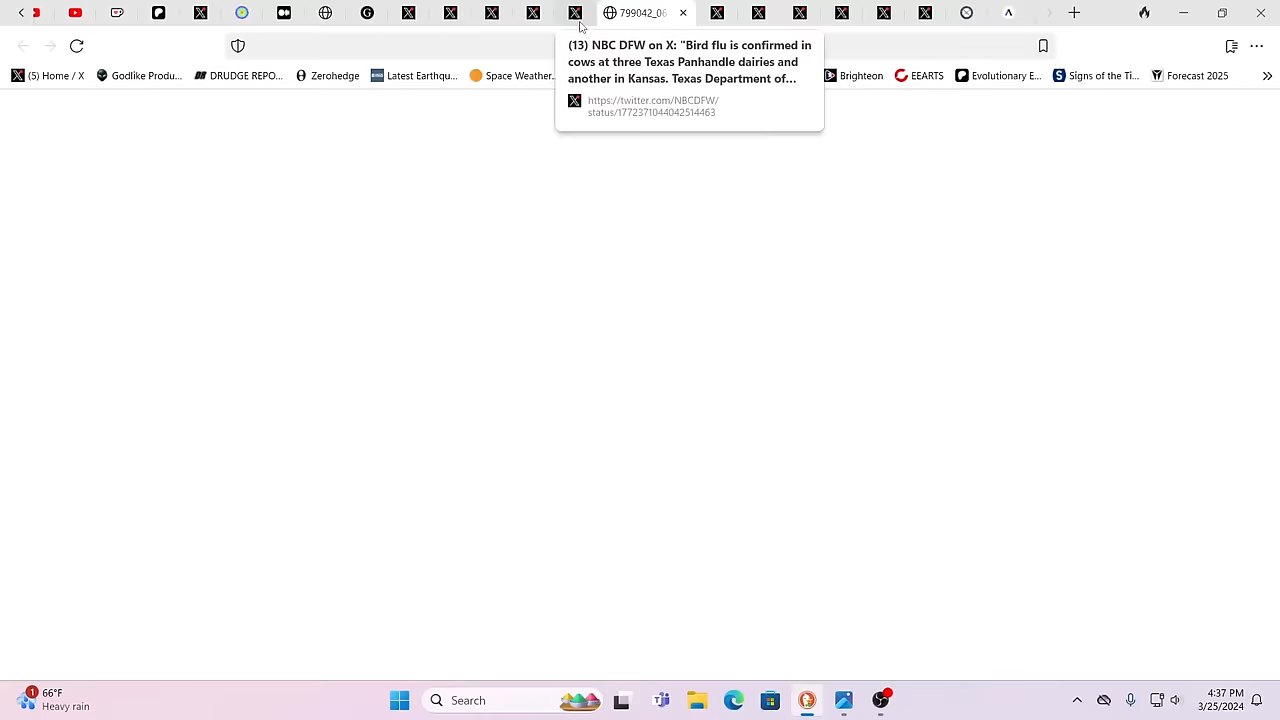 799042_06
(13) NBC DFW on X: "Bird flu is confirmed in
cows at three Texas Panhandle dairies and
another in Kansas. Texas Department of...
https://twitter.com/NBCDFW/
status/1772371044042514463
(5) Home / X
Godlike Produ...
DRUDGE REPO...
Zerohedge
Latest Earthqu...
Space Weather...
Brighteon
EEARTS
Evolutionary E...
Signs of the Ti...
Forecast 2025
1
66°F
Heavy rain
Search
4:37 PM
3/25/2024